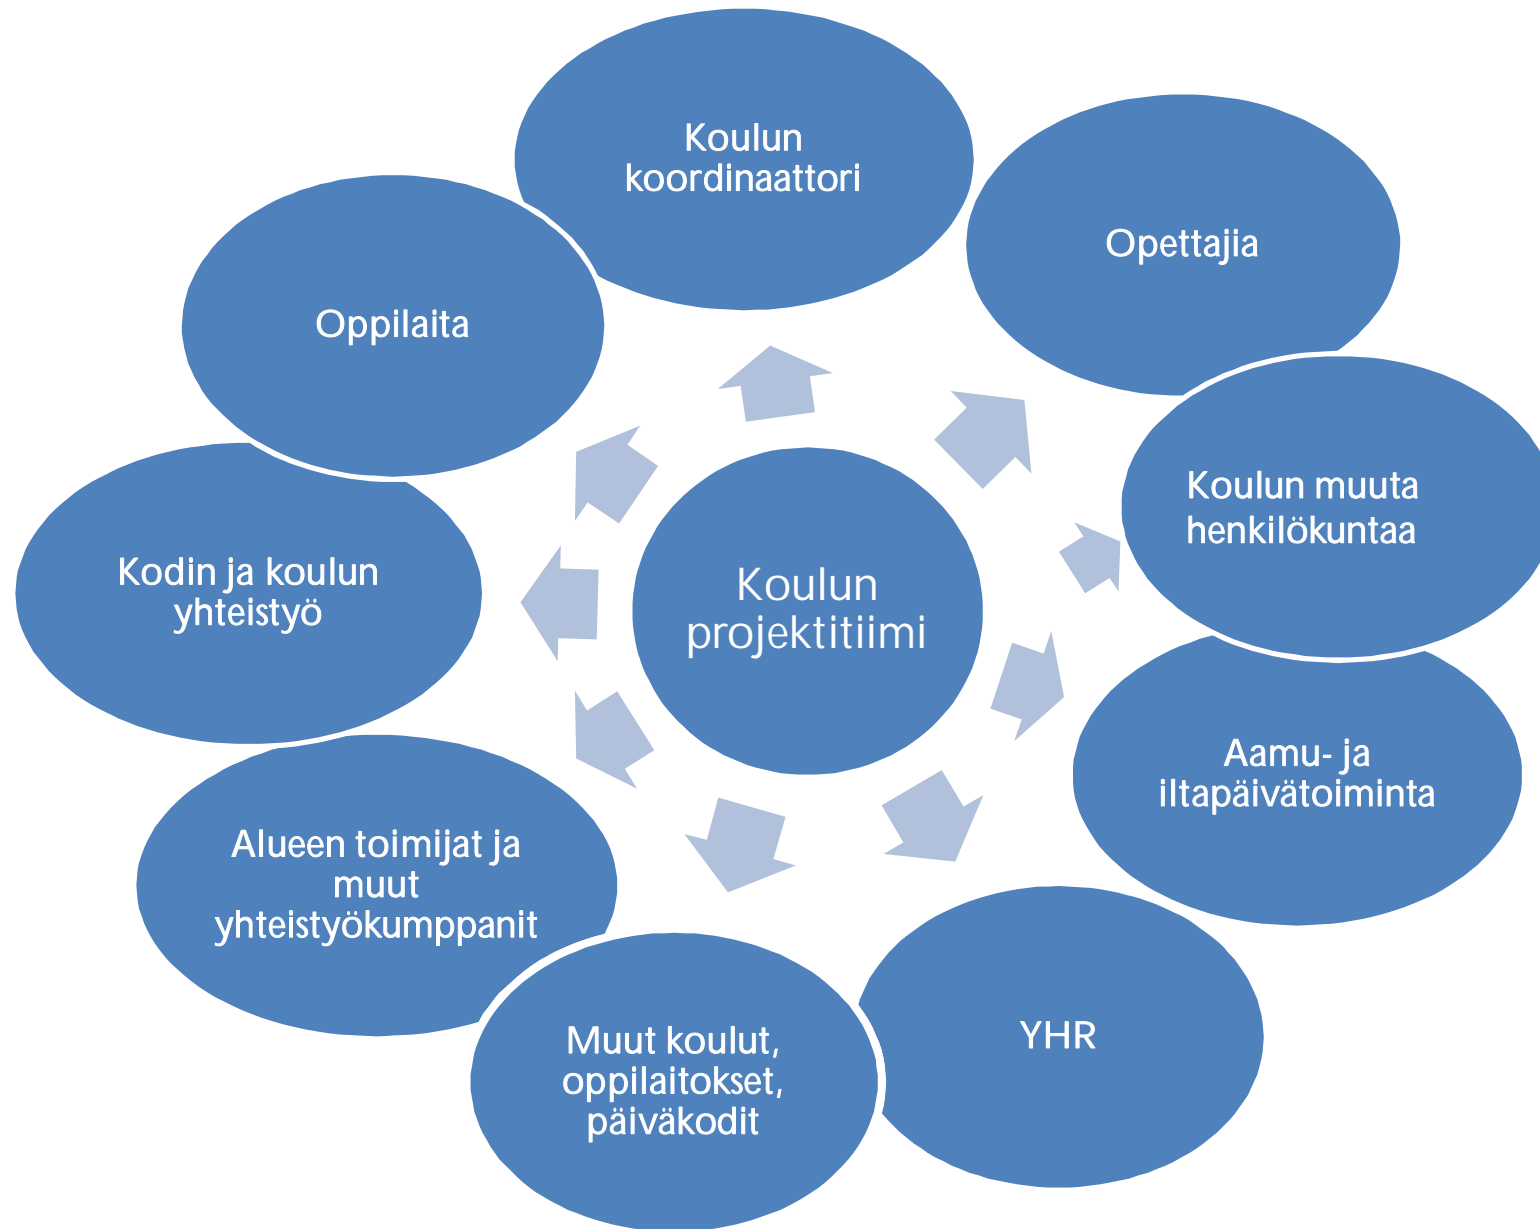 Koulun
koordinaattori
Opettajia
Oppilaita
Koulun muuta
henkilökuntaa
Kodin ja koulun
yhteistyö
Koulun
projektitiimi
Aamu- ja
iltapäivätoiminta
Alueen toimijat ja
muut
yhteistyökumppanit
YHR
Muut koulut,
oppilaitokset,
päiväkodit